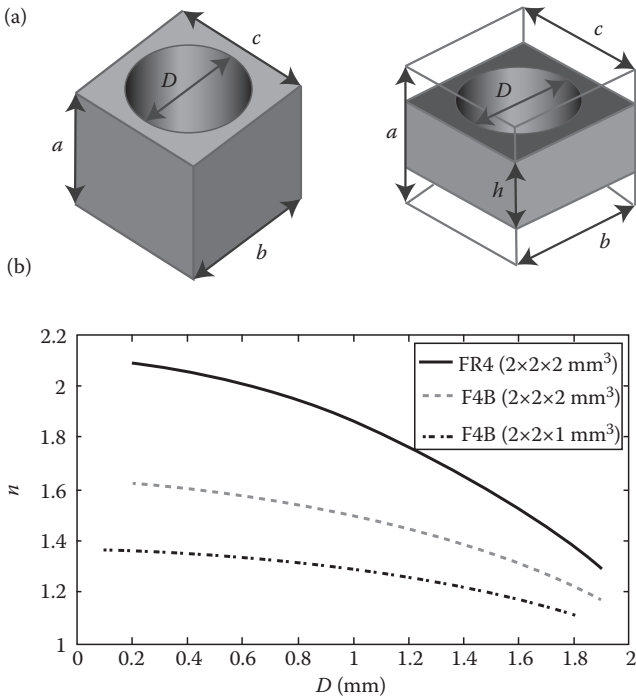 (a)
c
D
a
b
c
D
a
h
b
(b)
2.2
2
1.8
1.6
1.4
1.2
1
n
FR4 (2×2×2 mm³)
F4B (2×2×2 mm³)
F4B (2×2×1 mm³)
0 0.2 0.4 0.6 0.8 1 1.2 1.4 1.6 1.8 2
D (mm)